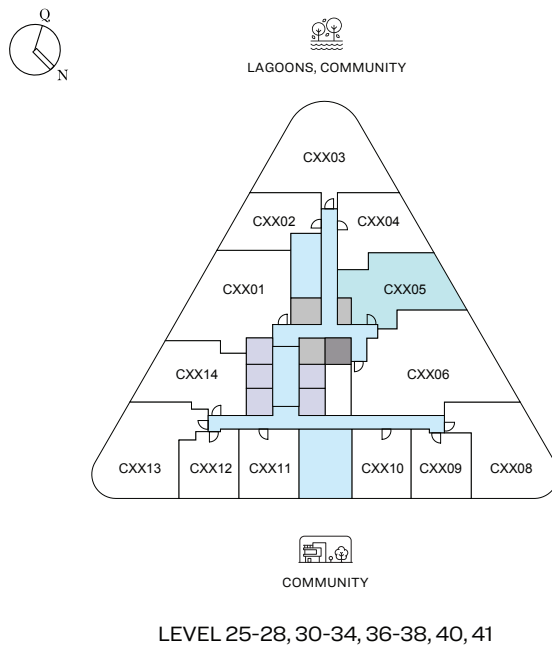 Q
N
LAGOONS, COMMUNITY
CXX03
CXX02
CXX04
CXX01
CXX05
CXX14
CXX06
CXX13
CXX12
CXX11
CXX10
CXX09
CXX08
COMMUNITY
LEVEL 25-28, 30-34, 36-38, 40, 41